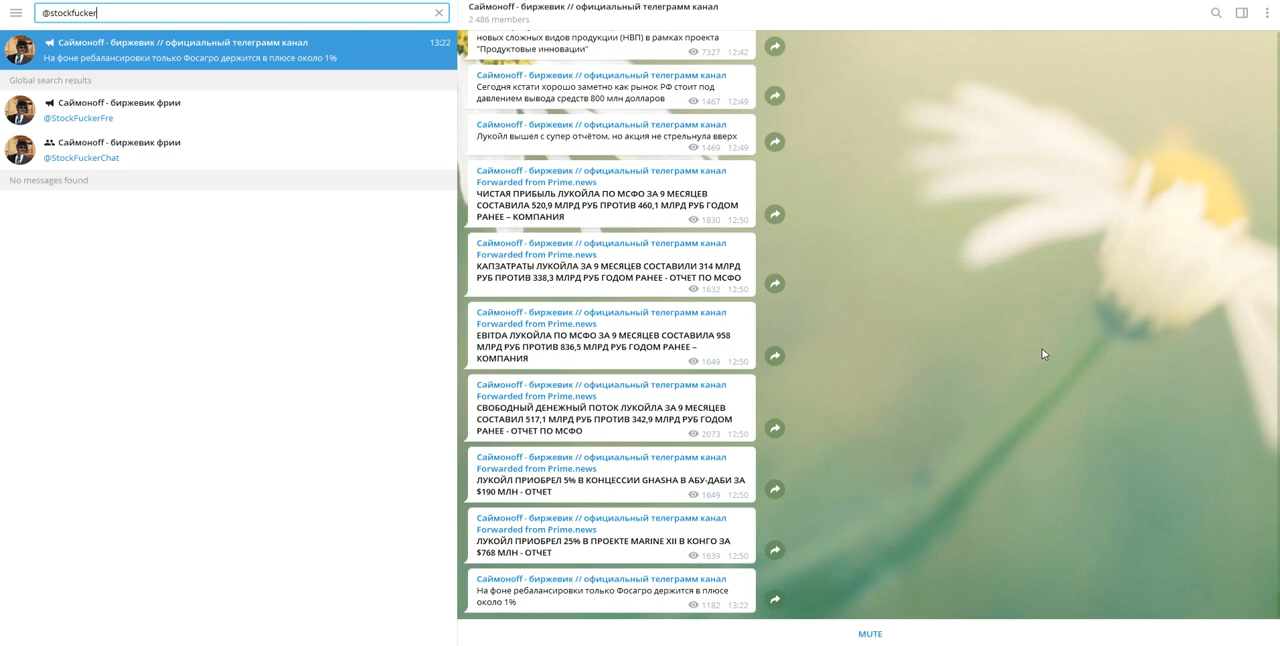 @stockfucker
Саймоноff - биржевик // официальный телеграмм канал
13:22
На фоне ребалансировки только Фосагро держится в плюсе около 1%
Global search results
Саймоноff - биржевик фрии
@StockFuckerFre
Саймоноff - биржевик фрии
@StockFuckerChat
No messages found
Саймоноff - биржевик // официальный телеграмм канал
2 486 members
новых сложных видов продукции (НВП) в рамках проекта
"Продуктовые инновации"
7327 12:42
Саймоноff - биржевик // официальный телеграмм канал
Сегодня кстати хорошо заметно как рынок РФ стоит под
давлением вывода средств 800 млн долларов
1467 12:49
Саймоноff - биржевик // официальный телеграмм канал
Лукойл вышел с супер отчётом, но акция не стрельнула вверх
1469 12:49
Саймоноff - биржевик // официальный телеграмм канал
Forwarded from Prime.news
ЧИСТАЯ ПРИБЫЛЬ ЛУКОЙЛА ПО МСФО ЗА 9 МЕСЯЦЕВ
СОСТАВИЛА 520,9 МЛРД РУБ ПРОТИВ 460,1 МЛРД РУБ ГОДОМ
РАНЕЕ – КОМПАНИЯ
1830 12:50
Саймоноff - биржевик // официальный телеграмм канал
Forwarded from Prime.news
КАПЗАТРАТЫ ЛУКОЙЛА ЗА 9 МЕСЯЦЕВ СОСТАВИЛИ 314 МЛРД
РУБ ПРОТИВ 338,3 МЛРД РУБ ГОДОМ РАНЕЕ - ОТЧЕТ ПО МСФО
1632 12:50
Саймоноff - биржевик // официальный телеграмм канал
Forwarded from Prime.news
EBITDA ЛУКОЙЛА ПО МСФО ЗА 9 МЕСЯЦЕВ СОСТАВИЛА 958
МЛРД РУБ ПРОТИВ 836,5 МЛРД РУБ ГОДОМ РАНЕЕ –
КОМПАНИЯ
1649 12:50
Саймоноff - биржевик // официальный телеграмм канал
Forwarded from Prime.news
СВОБОДНЫЙ ДЕНЕЖНЫЙ ПОТОК ЛУКОЙЛА ЗА 9 МЕСЯЦЕВ
СОСТАВИЛ 517,1 МЛРД РУБ ПРОТИВ 342,9 МЛРД РУБ ГОДОМ
РАНЕЕ - ОТЧЕТ ПО МСФО
2073 12:50
Саймоноff - биржевик // официальный телеграмм канал
Forwarded from Prime.news
ЛУКОЙЛ ПРИОБРЕЛ 5% В КОНЦЕССИИ GHASHA В АБУ-ДАБИ ЗА
$190 МЛН - ОТЧЕТ
1649 12:50
Саймоноff - биржевик // официальный телеграмм канал
Forwarded from Prime.news
ЛУКОЙЛ ПРИОБРЕЛ 25% В ПРОЕКТЕ MARINE XII В КОНГО ЗА
$768 МЛН - ОТЧЕТ
1639 12:50
Саймоноff - биржевик // официальный телеграмм канал
На фоне ребалансировки только Фосагро держится в плюсе
около 1%
1182 13:22
MUTE